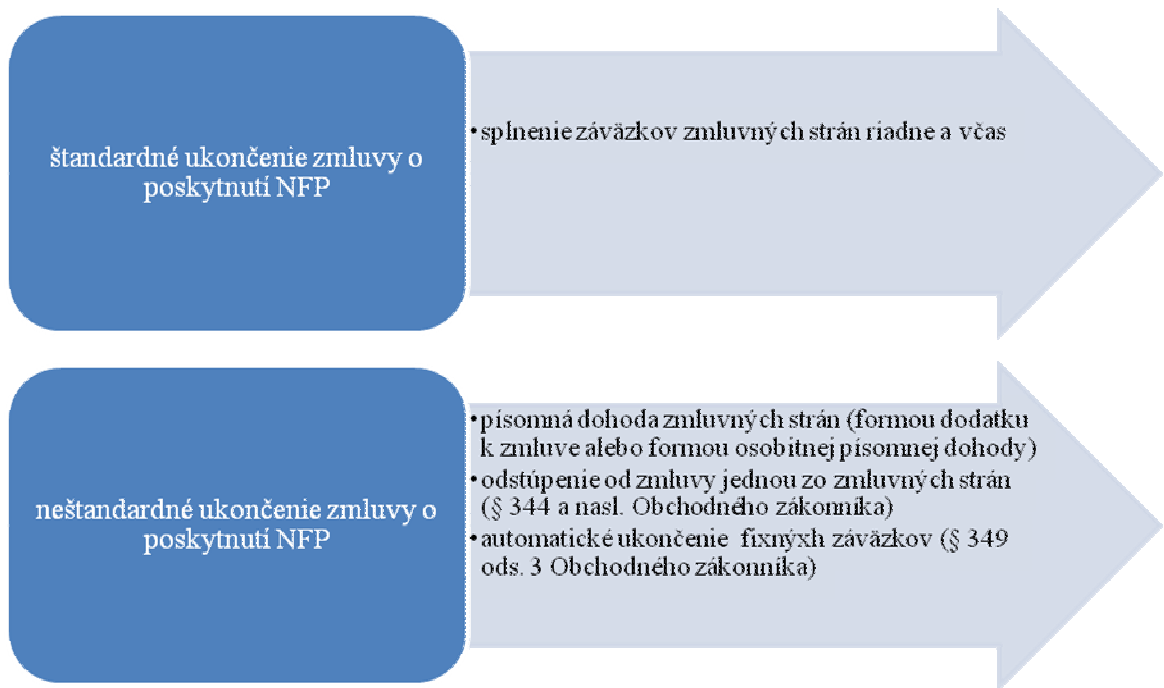 štandardné ukončenie zmluvy o
poskytnutí NFP
•splnenie záväzkov zmluvných strán riadne a včas
neštandardné ukončenie zmluvy o
poskytnutí NFP
•písomná dohoda zmluvných strán (formou dodatku
k zmluve alebo formou osobitnej písomnej dohody)
•odstúpenie od zmluvy jednou zo zmluvných strán
(§ 344 a nasl. Obchodného zákonníka)
•automatické ukončenie fixnýxh záväzkov (§ 349
ods. 3 Obchodného zákonníka)